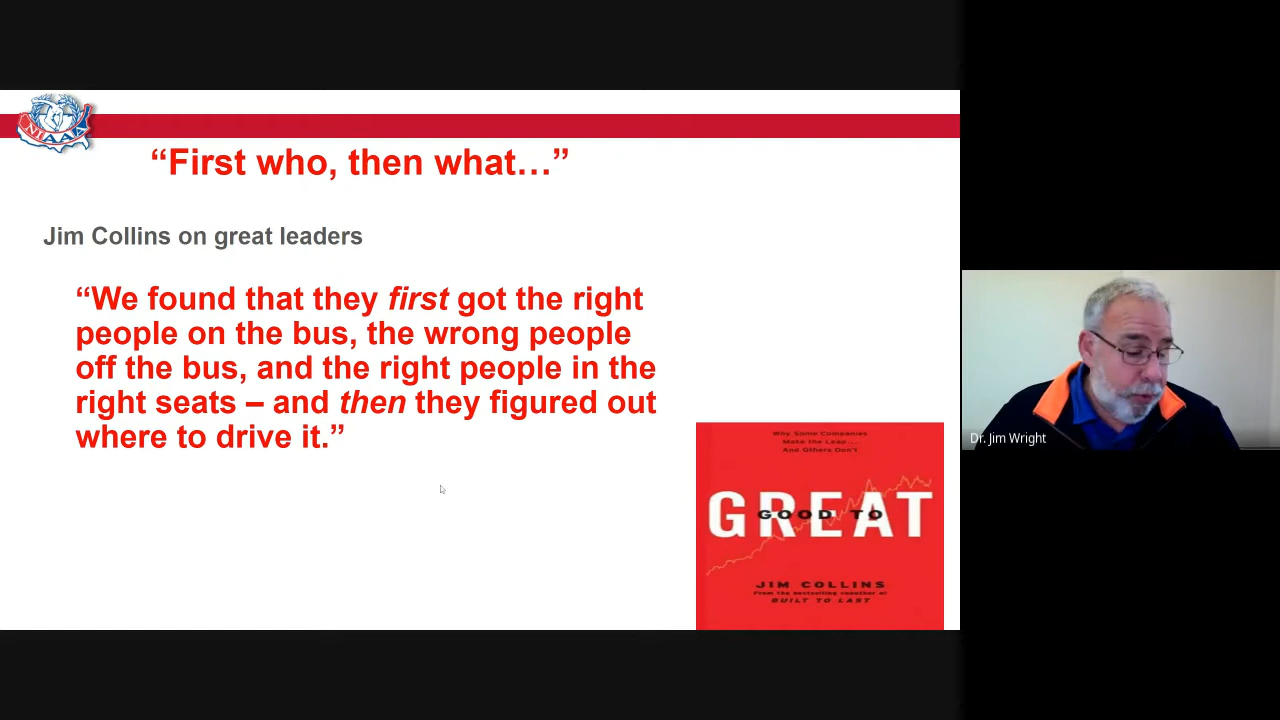 NIAAA
“First who, then what…”
Jim Collins on great leaders
“We found that they first got the right
people on the bus, the wrong people
off the bus, and the right people in the
right seats – and then they figured out
where to drive it.”
Why Some Companies
Make the Leap...
And Others Don't
GOOD TO
GREAT
JIM COLLINS
From the bestselling coauthor of
BUILT TO LAST
Dr. Jim Wright